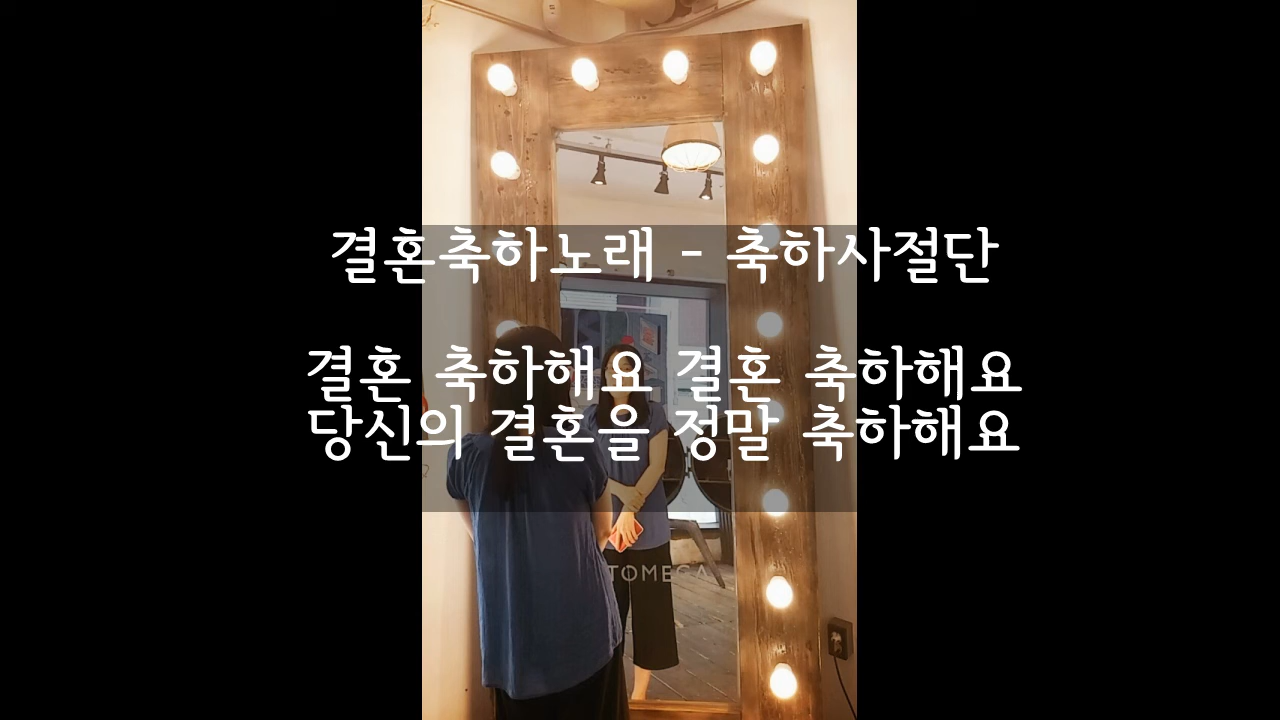 결혼축하노래 - 축하사절단
결혼 축하해요 결혼 축하해요
당신의 결혼을 정말 축하해요